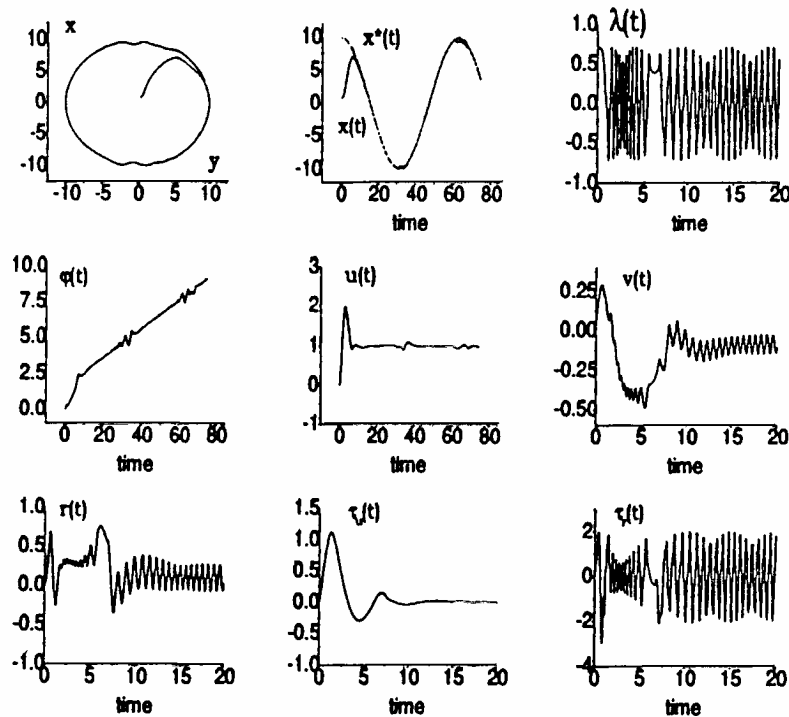 x
10
5
0
-5
-10
y
-10 -5 0 5 10
10
5
0
-5
-10
x*(t)
x(t)
0 20 40 60 80
time
λ(t)
1.0
0.5
0.0
-0.5
-1.0
0 5 10 15 20
time
φ(t)
10.0
7.5
5.0
2.5
0.0
0 20 40 60 80
time
u(t)
3
2
1
0
-1
0 20 40 60 80
time
v(t)
0.25
0.00
-0.25
-0.50
0 5 10 15 20
time
r(t)
1.0
0.5
0.0
-0.5
-1.0
0 5 10 15 20
time
τu(t)
1.5
1.0
0.5
0.0
-0.5
-1.0
0 5 10 15 20
time
τr(t)
2
0
-2
-4
0 5 10 15 20
time